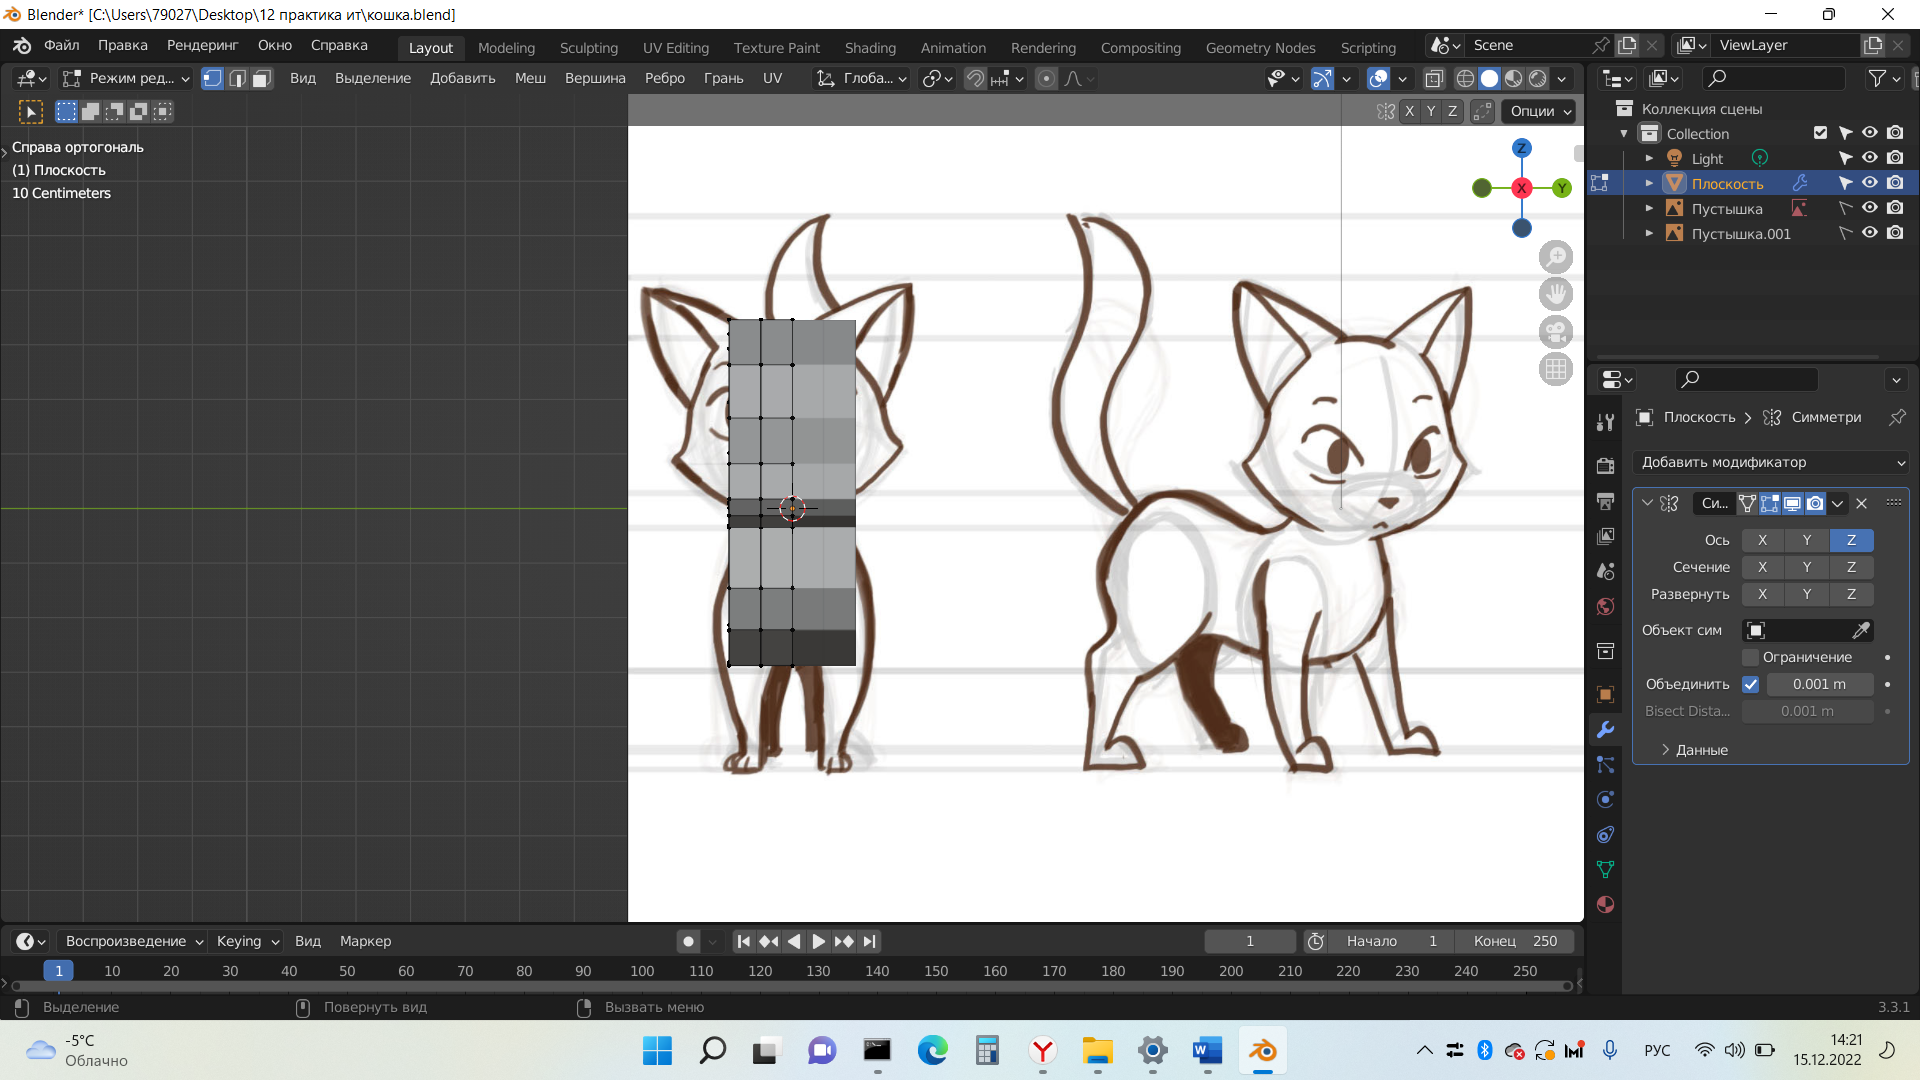 Blender* [C:\Users\79027\Desktop\12 практика ит\кошка.blend]
Файл Правка Рендеринг Окно Справка Layout Modeling Sculpting UV Editing Texture Paint Shading Animation Rendering Compositing Geometry Nodes Scripting Scene ViewLayer
Режим ред... Вид Выделение Добавить Меш Вершина Ребро Грань UV Глоба...
X Y Z Опции
Справа ортогональ
(1) Плоскость
10 Centimeters
Z
X Y
Коллекция сцены
Collection
Light
Плоскость
Пустышка
Пустышка.001
Плоскость Симметри
Добавить модификатор
Си...
Ось X Y Z
Сечение X Y Z
Развернуть X Y Z
Объект сим
Ограничение
Объединить 0.001 m
Bisect Dista... 0.001 m
Данные
Воспроизведение Keying Вид Маркер 1 Начало 1 Конец 250
1 10 20 30 40 50 60 70 80 90 100 110 120 130 140 150 160 170 180 190 200 210 220 230 240 250
Выделение Повернуть вид Вызвать меню 3.3.1
-5°C
Облачно
РУС
14:21
15.12.2022